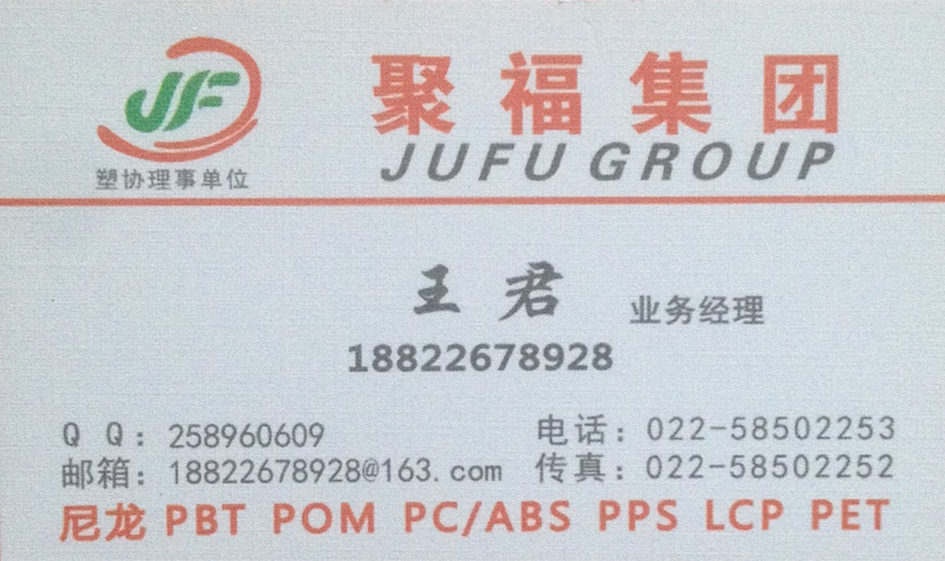 JF
聚福集团
塑协理事单位
JUFU GROUP
王君 业务经理
18822678928
QQ：258960609 电话：022-58502253
邮箱：18822678928@163.com 传真：022-58502252
尼龙 PBT POM PC/ABS PPS LCP PET